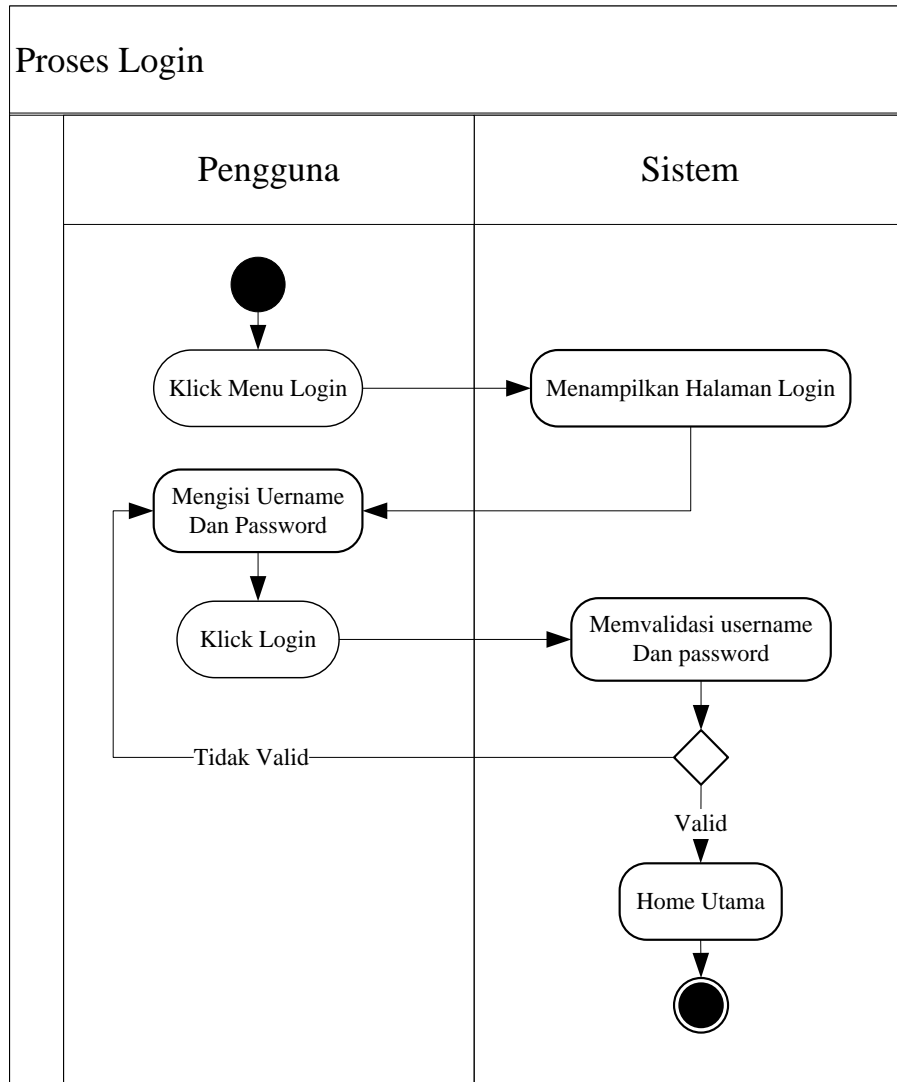 Proses Login
Pengguna
Sistem
Klick Menu Login
Menampilkan Halaman Login
Mengisi Uername
Dan Password
Klick Login
Memvalidasi username
Dan password
Tidak Valid
Valid
Home Utama